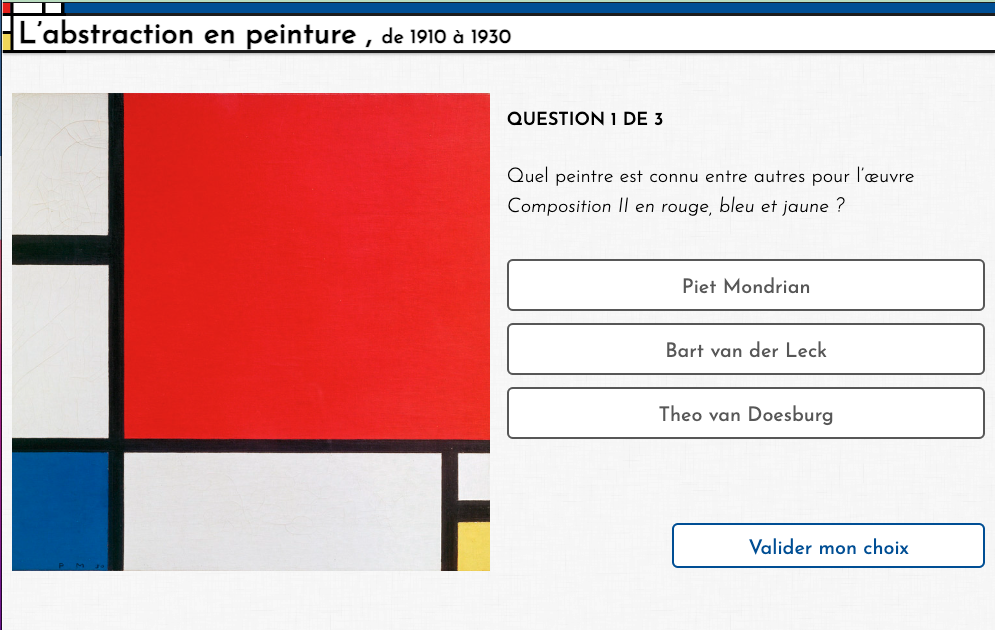 L'abstraction en peinture , de 1910 à 1930
QUESTION 1 DE 3
Quel peintre est connu entre autres pour l'œuvre
Composition II en rouge, bleu et jaune ?
Piet Mondrian
Bart van der Leck
Theo van Doesburg
Valider mon choix